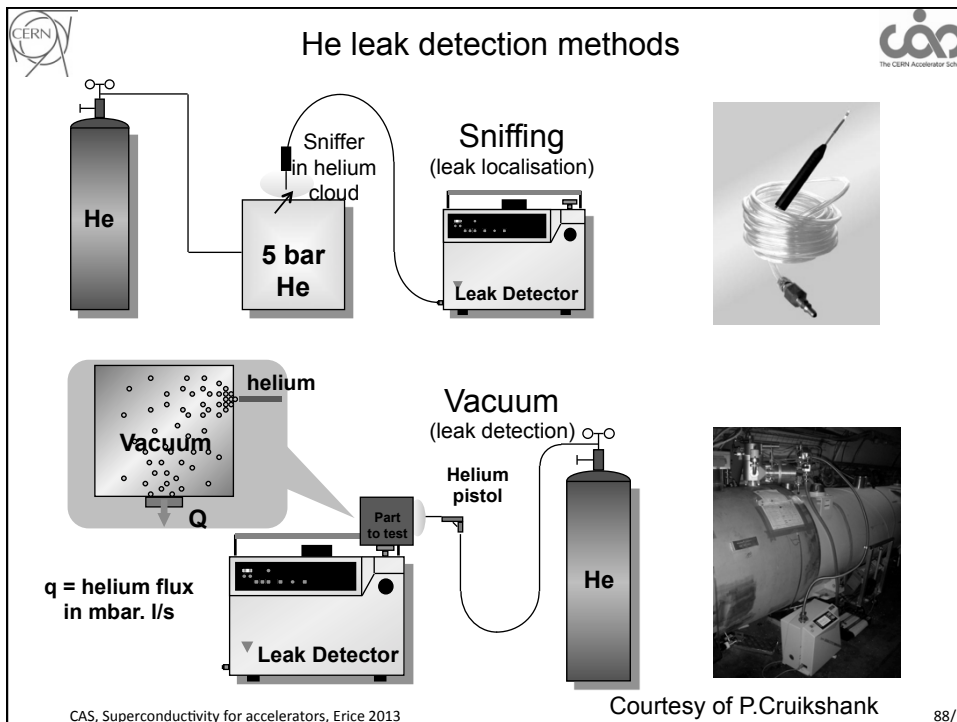 CERN
He leak detection methods
The CERN Accelerator Sch
He
Sniffer
in helium
cloud
5 bar
He
Sniffing
(leak localisation)
Leak Detector
helium
Vacuum
Q
q = helium flux
in mbar. l/s
Vacuum
(leak detection)
Helium
pistol
Part
to test
He
Leak Detector
Courtesy of P.Cruikshank
CAS, Superconductivity for accelerators, Erice 2013
88/